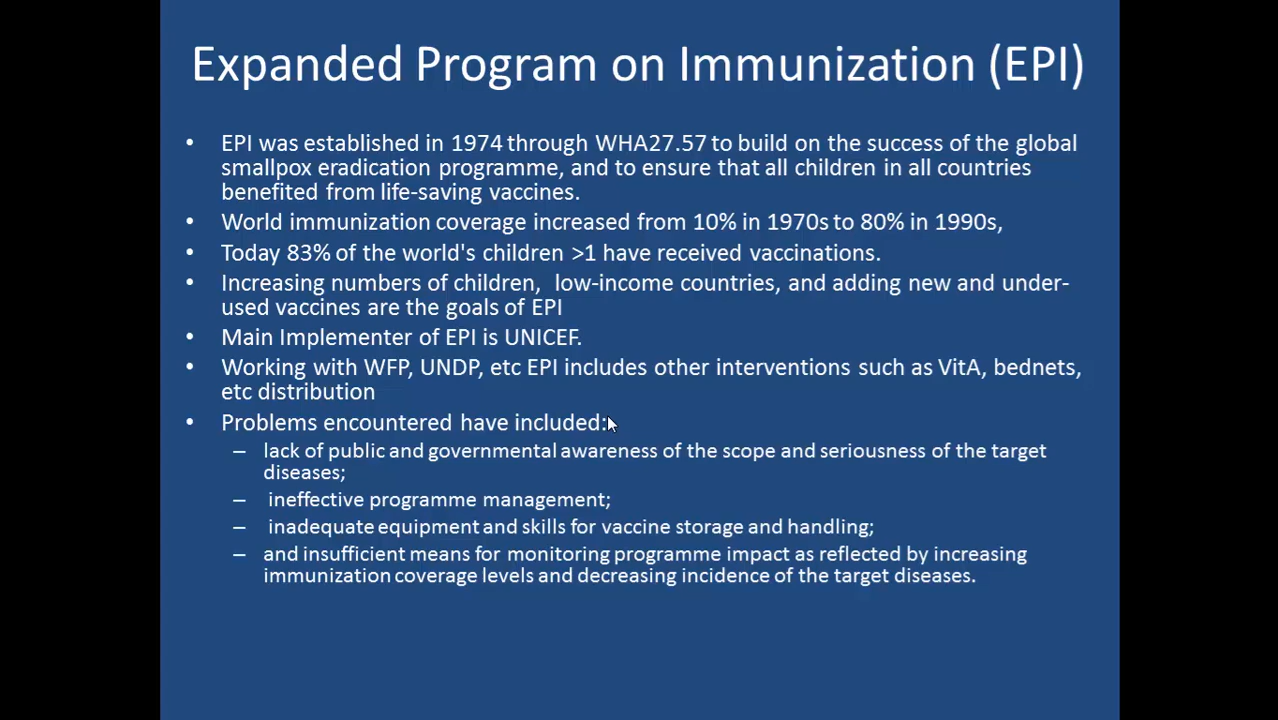 Expanded Program on Immunization (EPI)
• EPI was established in 1974 through WHA27.57 to build on the success of the global
smallpox eradication programme, and to ensure that all children in all countries
benefited from life-saving vaccines.
• World immunization coverage increased from 10% in 1970s to 80% in 1990s,
• Today 83% of the world's children >1 have received vaccinations.
• Increasing numbers of children, low-income countries, and adding new and under-
used vaccines are the goals of EPI
• Main Implementer of EPI is UNICEF.
• Working with WFP, UNDP, etc EPI includes other interventions such as VitA, bednets,
etc distribution
• Problems encountered have included:
– lack of public and governmental awareness of the scope and seriousness of the target
diseases;
– ineffective programme management;
– inadequate equipment and skills for vaccine storage and handling;
– and insufficient means for monitoring programme impact as reflected by increasing
immunization coverage levels and decreasing incidence of the target diseases.